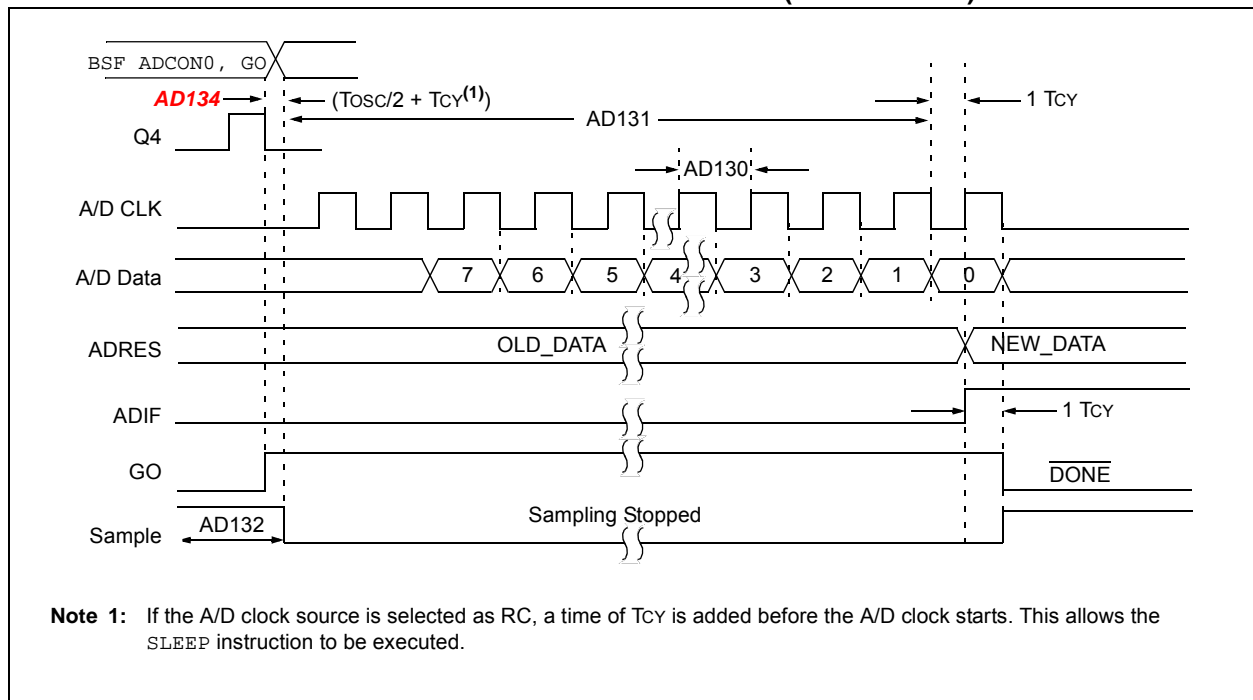 BSF ADCON0, GO
AD134
(TOSC/2 + TCY(1))
1 TCY
AD131
Q4
AD130
A/D CLK
A/D Data
7 6 5 4 3 2 1 0
ADRES
OLD_DATA
NEW_DATA
ADIF
1 TCY
GO
DONE
Sample
AD132
Sampling Stopped
Note 1: If the A/D clock source is selected as RC, a time of TCY is added before the A/D clock starts. This allows the
SLEEP instruction to be executed.